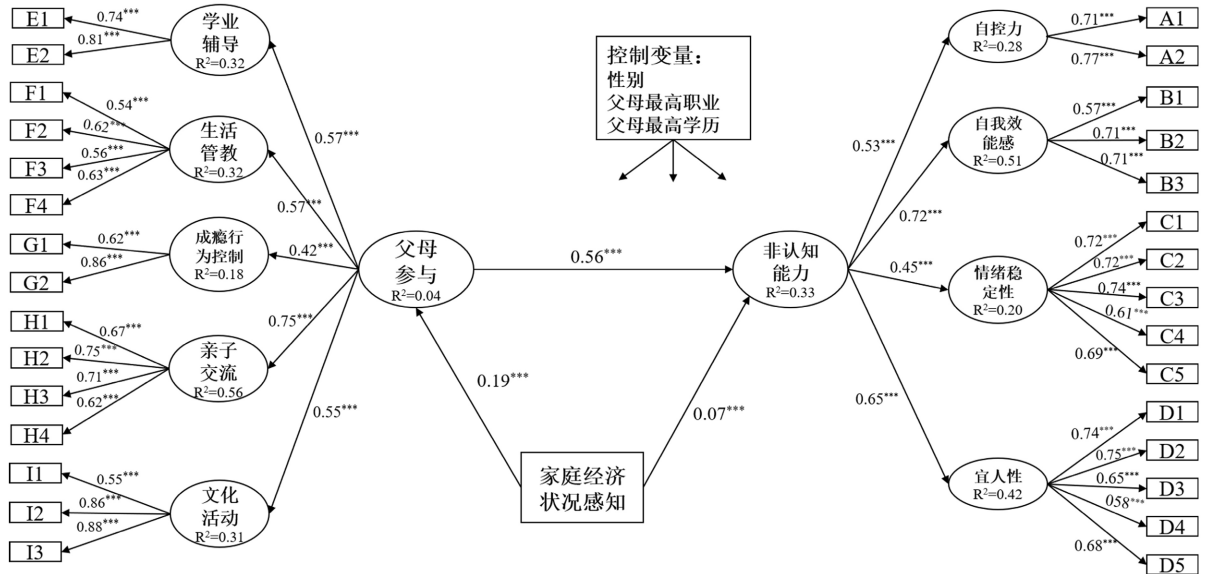 E1
0.74***
E2
0.81***
学业
辅导
R²=0.32
F1
0.54***
F2
0.62***
F3
0.56***
F4
0.63***
生活
管教
R²=0.32
G1
0.62***
G2
0.86***
成瘾行
为控制
R²=0.18
H1
0.67***
H2
0.75***
H3
0.71***
H4
0.62***
亲子
交流
R²=0.56
I1
0.55***
I2
0.86***
I3
0.88***
文化
活动
R²=0.31
0.57***
0.57***
0.42***
0.75***
0.55***
父母
参与
R²=0.04
控制变量：
性别
父母最高职业
父母最高学历
0.56***
0.19***
0.07***
家庭经济
状况感知
非认知
能力
R²=0.33
0.53***
0.72***
0.45***
0.65***
自控力
R²=0.28
0.71***
A1
0.77***
A2
自我效
能感
R²=0.51
0.57***
B1
0.71***
B2
0.71***
B3
情绪稳
定性
R²=0.20
0.72***
C1
0.72***
C2
0.74***
C3
0.61***
C4
0.69***
C5
宜人性
R²=0.42
0.74***
D1
0.75***
D2
0.65***
D3
058***
D4
0.68***
D5